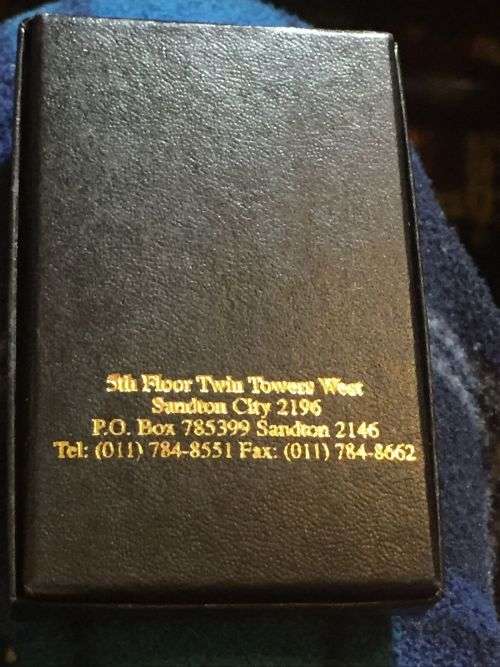 5th Floor Twin Towers West
Sandton City 2196
P.O. Box 785399 Sandton 2146
Tel: (011) 784-8551 Fax: (011) 784-8662